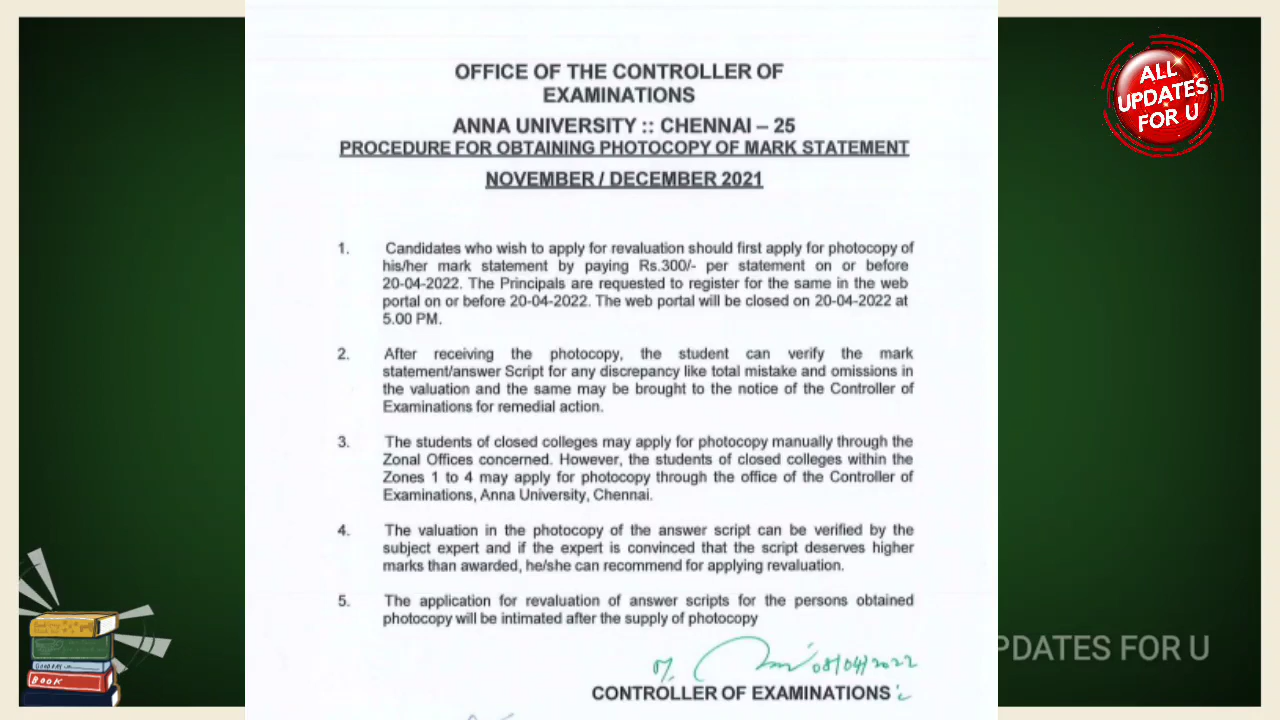 OFFICE OF THE CONTROLLER OF
EXAMINATIONS
ANNA UNIVERSITY :: CHENNAI – 25
PROCEDURE FOR OBTAINING PHOTOCOPY OF MARK STATEMENT
NOVEMBER / DECEMBER 2021
1. Candidates who wish to apply for revaluation should first apply for photocopy of
his/her mark statement by paying Rs.300/- per statement on or before
20-04-2022. The Principals are requested to register for the same in the web
portal on or before 20-04-2022. The web portal will be closed on 20-04-2022 at
5.00 PM.
2. After receiving the photocopy, the student can verify the mark
statement/answer Script for any discrepancy like total mistake and omissions in
the valuation and the same may be brought to the notice of the Controller of
Examinations for remedial action.
3. The students of closed colleges may apply for photocopy manually through the
Zonal Offices concerned. However, the students of closed colleges within the
Zones 1 to 4 may apply for photocopy through the office of the Controller of
Examinations, Anna University, Chennai.
4. The valuation in the photocopy of the answer script can be verified by the
subject expert and if the expert is convinced that the script deserves higher
marks than awarded, he/she can recommend for applying revaluation.
5. The application for revaluation of answer scripts for the persons obtained
photocopy will be intimated after the supply of photocopy
08/04/2022
CONTROLLER OF EXAMINATIONS
ALL
UPDATES
FOR U
PDATES FOR U
BOOK